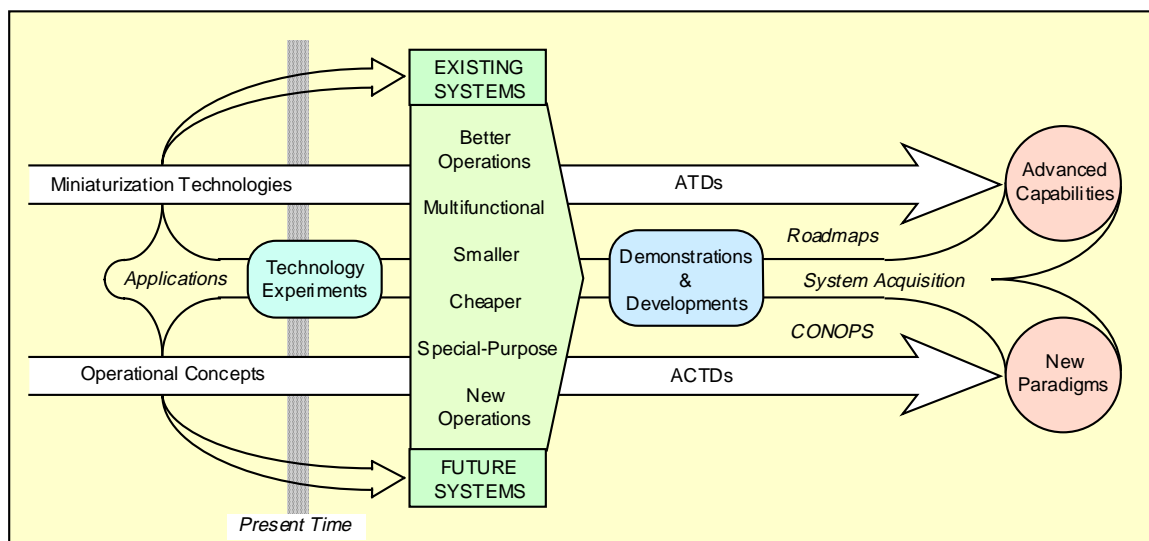 EXISTING
SYSTEMS
Better
Operations
Miniaturization Technologies
ATDs
Advanced
Capabilities
Multifunctional
Roadmaps
Applications
Technology
Experiments
Smaller
Demonstrations
&
Developments
System Acquisition
Cheaper
CONOPS
Special-Purpose
Operational Concepts
ACTDs
New
Paradigms
New
Operations
FUTURE
SYSTEMS
Present Time